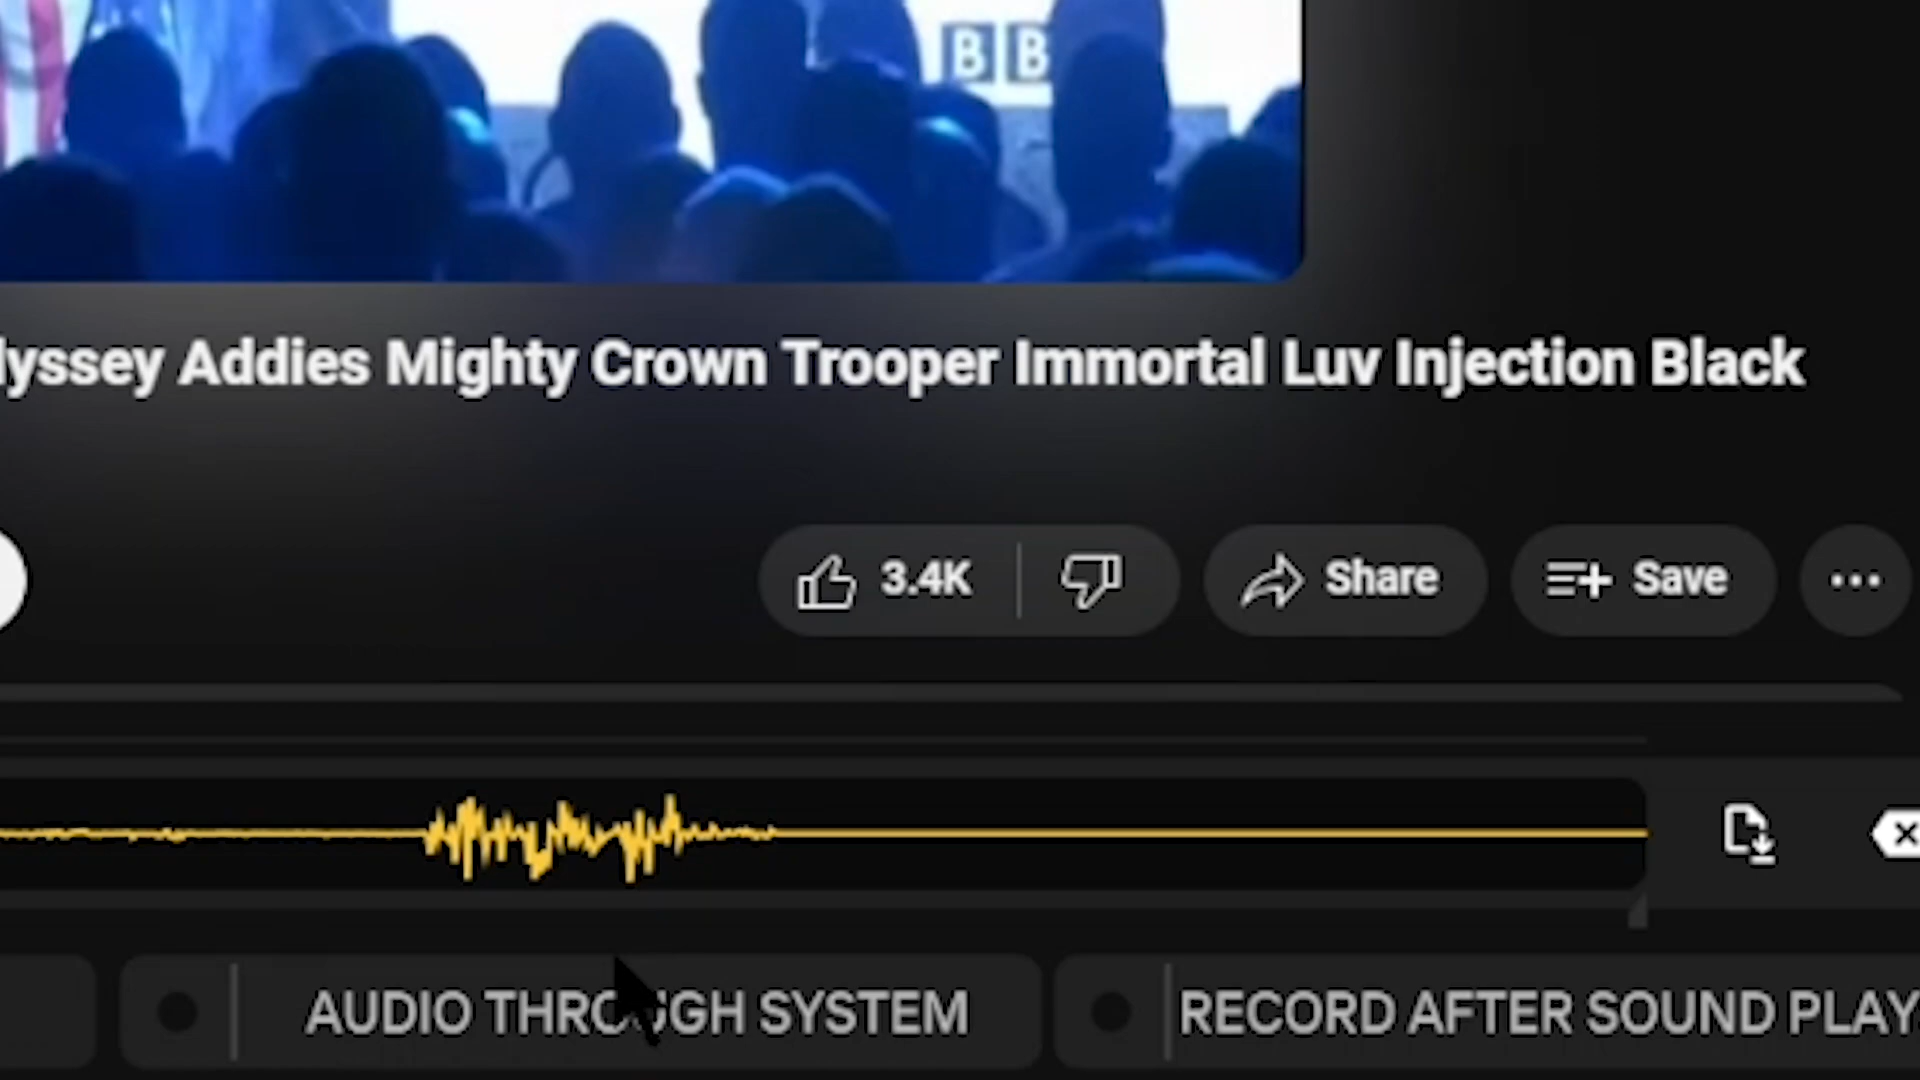 BB
lyssey Addies Mighty Crown Trooper Immortal Luv Injection Black
3.4K
Share
Save
AUDIO THROUGH SYSTEM
RECORD AFTER SOUND PLAY